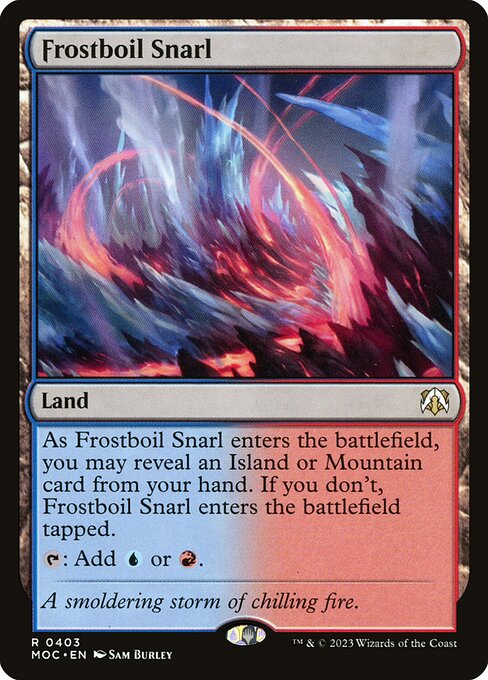 Frostboil Snarl
Land
As Frostboil Snarl enters the battlefield,
you may reveal an Island or Mountain
card from your hand. If you don't,
Frostboil Snarl enters the battlefield
tapped.
: Add or .
A smoldering storm of chilling fire.
R 0403
MOC • EN Sam Burley
™ & © 2023 Wizards of the Coast